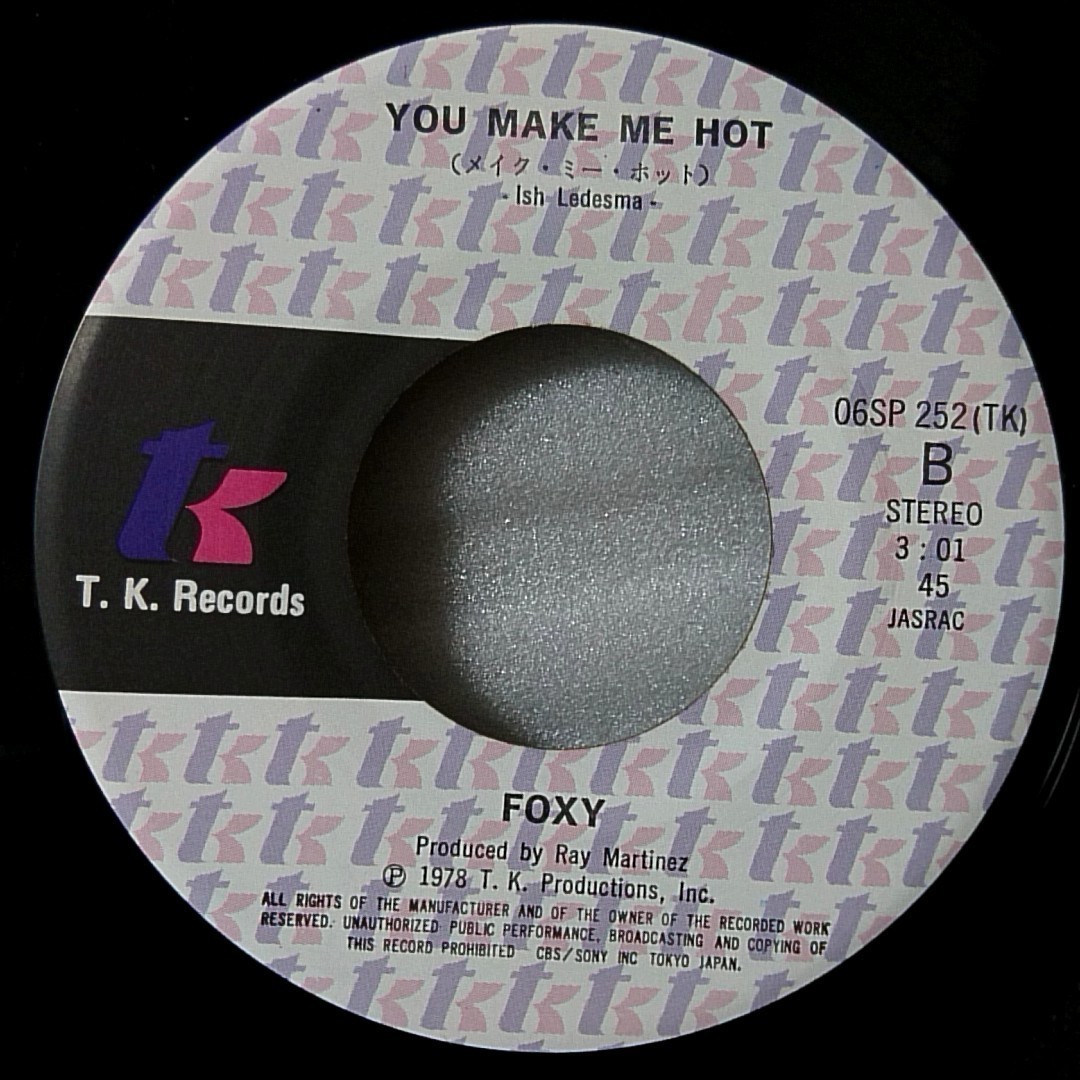 YOU MAKE ME HOT
(メイク・ミー・ホット)
- Ish Ledesma -
06SP 252(TK)
B
STEREO
3 : 01
45
JASRAC
tk
T. K. Records
FOXY
Produced by Ray Martinez
Ⓟ 1978 T. K. Productions, Inc.
ALL RIGHTS OF THE MANUFACTURER AND OF THE OWNER OF THE RECORDED WORK
RESERVED. UNAUTHORIZED PUBLIC PERFORMANCE, BROADCASTING AND COPYING OF
THIS RECORD PROHIBITED CBS/SONY INC TOKYO JAPAN.